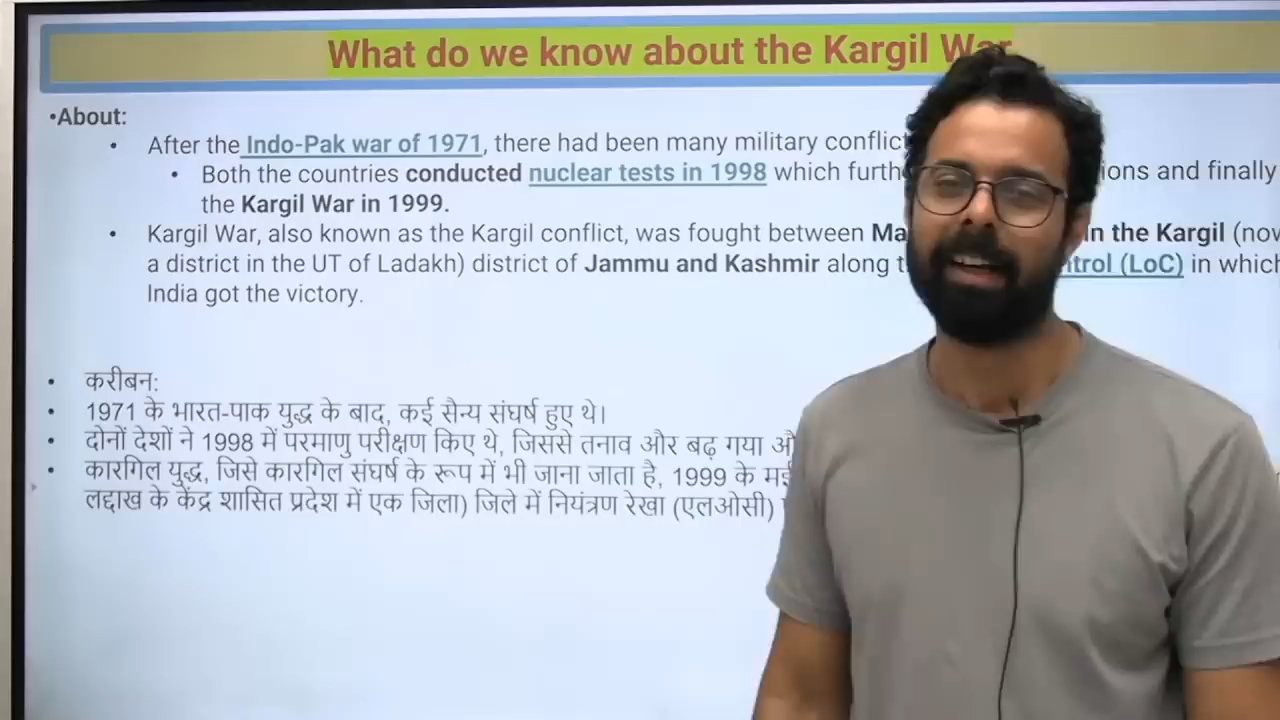 What do we know about the Kargil War
•About:
• After the Indo-Pak war of 1971, there had been many military conflic
• Both the countries conducted nuclear tests in 1998 which furth ions and finally
the Kargil War in 1999.
• Kargil War, also known as the Kargil conflict, was fought between Ma in the Kargil (now
a district in the UT of Ladakh) district of Jammu and Kashmir along t ntrol (LoC) in which
India got the victory.
• करीबन:
• 1971 के भारत-पाक युद्ध के बाद, कई सैन्य संघर्ष हुए थे।
• दोनों देशों ने 1998 में परमाणु परीक्षण किए थे, जिससे तनाव और बढ़ गया औ
• कारगिल युद्ध, जिसे कारगिल संघर्ष के रूप में भी जाना जाता है, 1999 के मई
लद्दाख के केंद्र शासित प्रदेश में एक जिला) जिले में नियंत्रण रेखा (एलओसी)